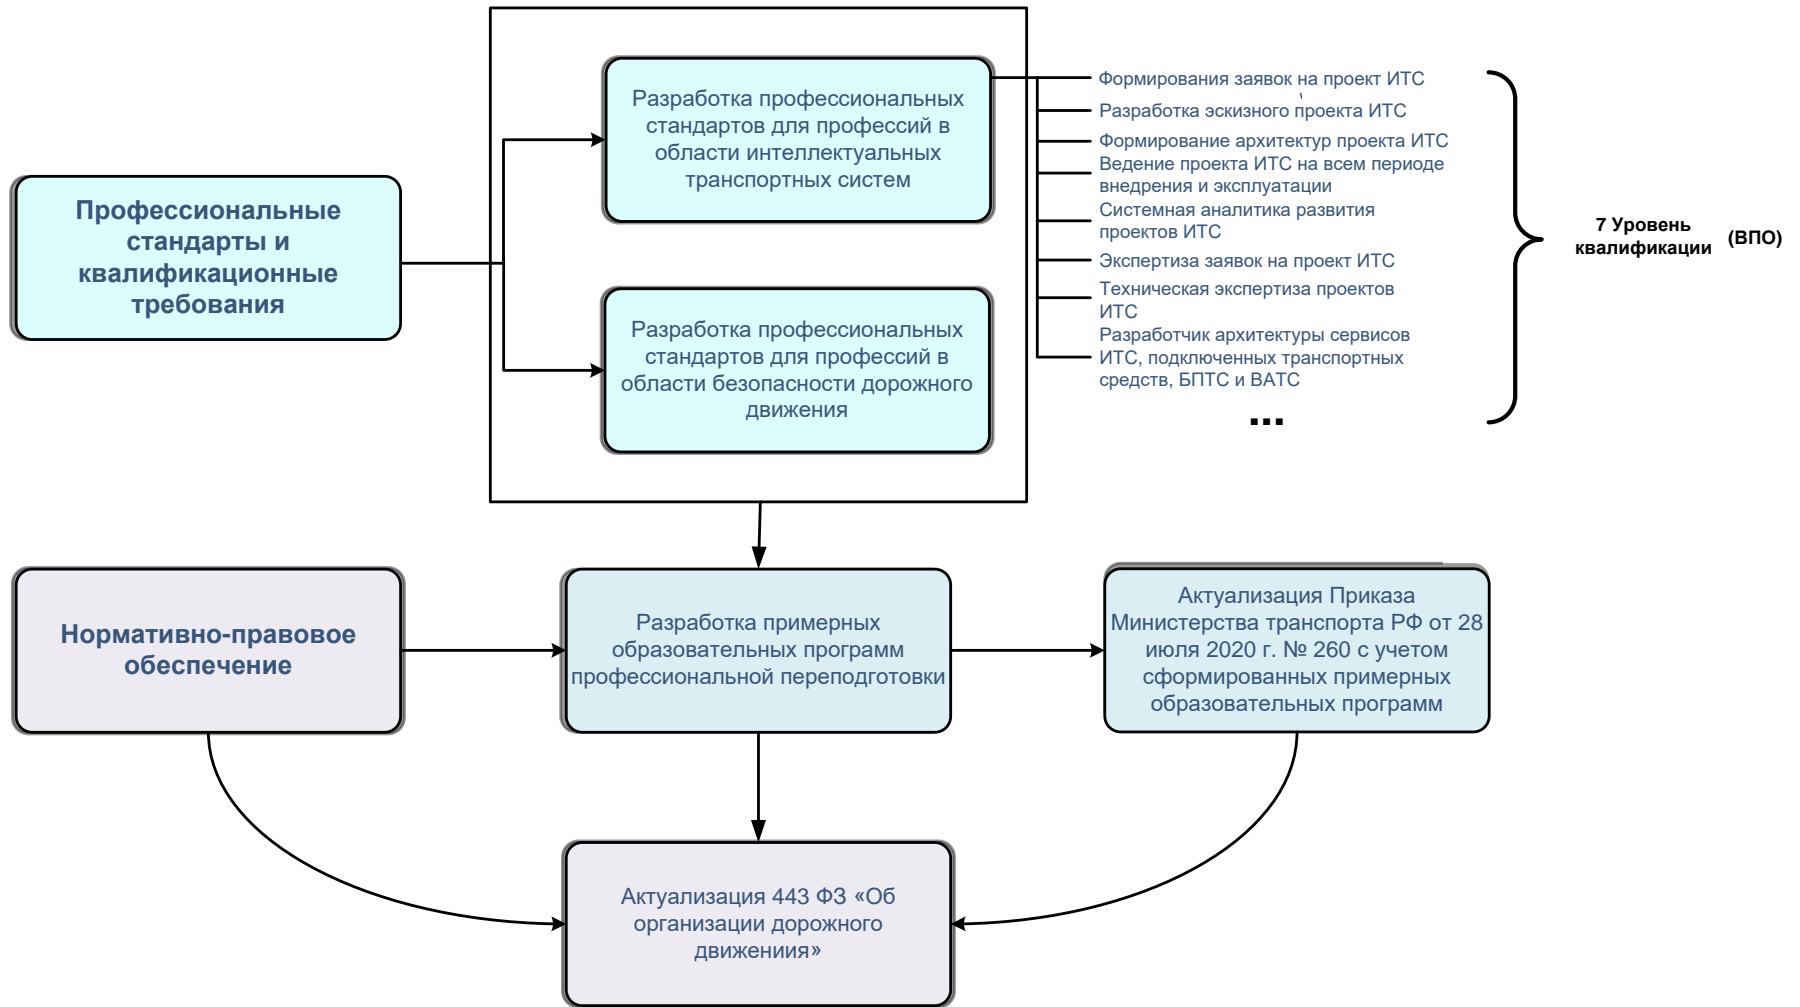 Профессиональные
стандарты и
квалификационные
требования
Разработка профессиональных
стандартов для профессий в
области интеллектуальных
транспортных систем
Разработка профессиональных
стандартов для профессий в
области безопасности дорожного
движения
Формирования заявок на проект ИТС
Разработка эскизного проекта ИТС
Формирование архитектур проекта ИТС
Ведение проекта ИТС на всем периоде
внедрения и эксплуатации
Системная аналитика развития
проектов ИТС
Экспертиза заявок на проект ИТС
Техническая экспертиза проектов
ИТС
Разработчик архитектуры сервисов
ИТС, подключенных транспортных
средств, БПТС и ВАТС
...
7 Уровень
квалификации
(ВПО)
Нормативно-правовое
обеспечение
Разработка примерных
образовательных программ
профессиональной переподготовки
Актуализация Приказа
Министерства транспорта РФ от 28
июля 2020 г. № 260 с учетом
сформированных примерных
образовательных программ
Актуализация 443 ФЗ «Об
организации дорожного
движениия»